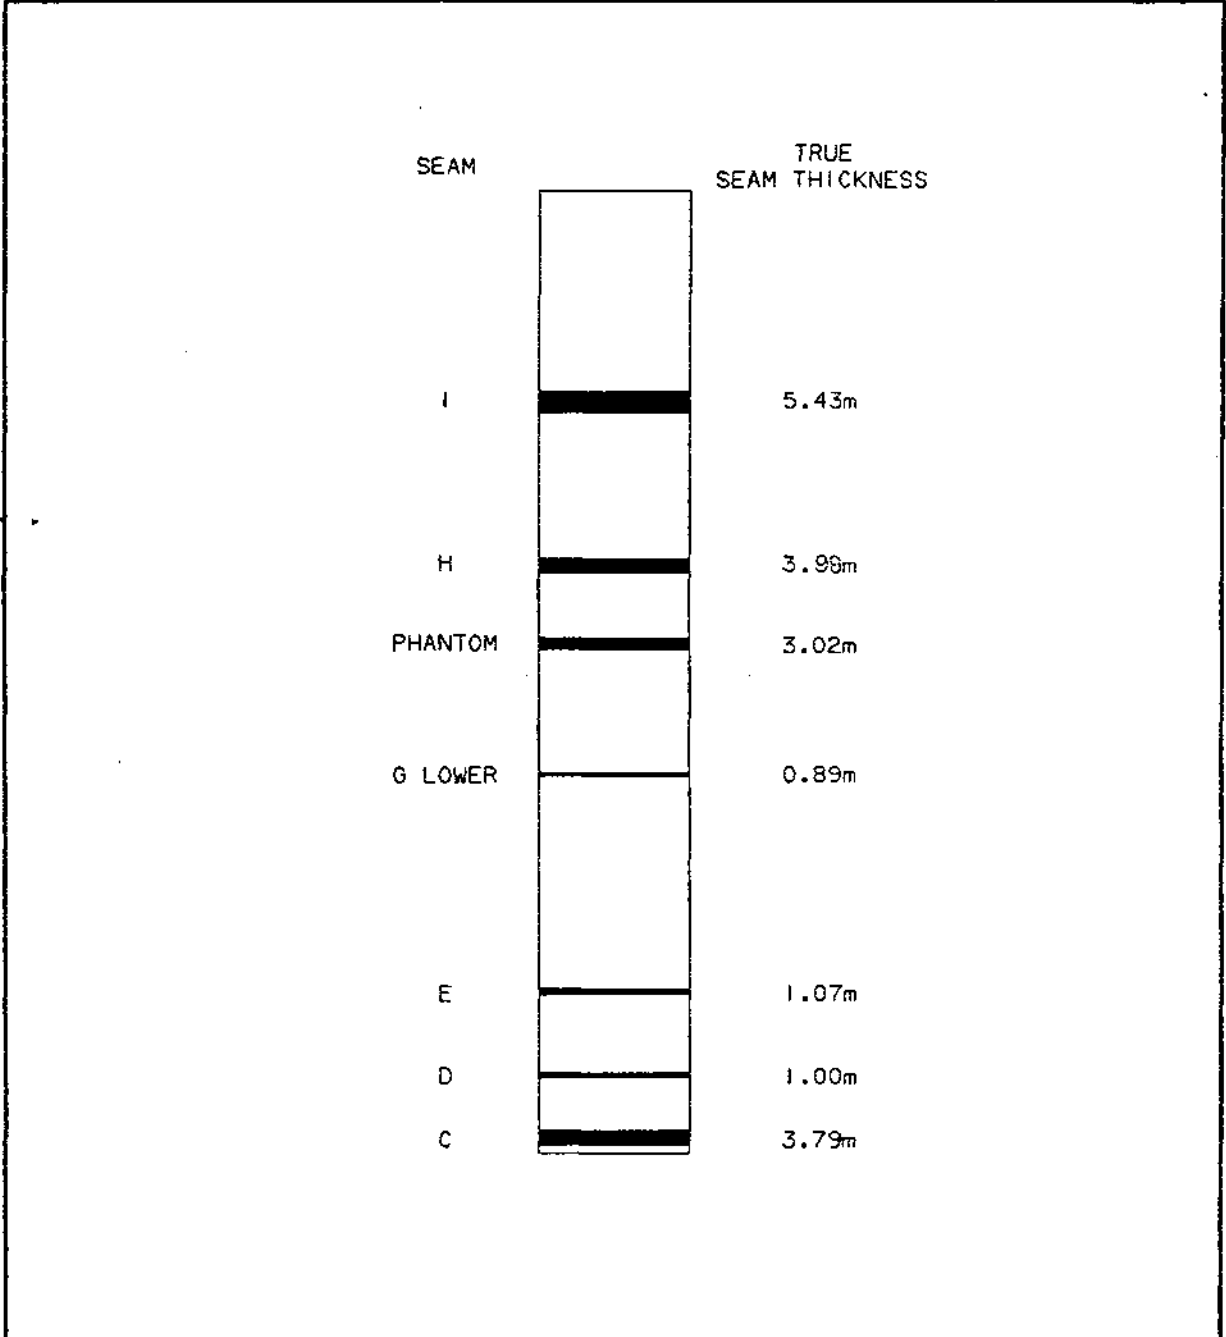 SEAM
TRUE
SEAM THICKNESS
I 5.43m
H 3.98m
PHANTOM 3.02m
G LOWER 0.89m
E 1.07m
D 1.00m
C 3.79m